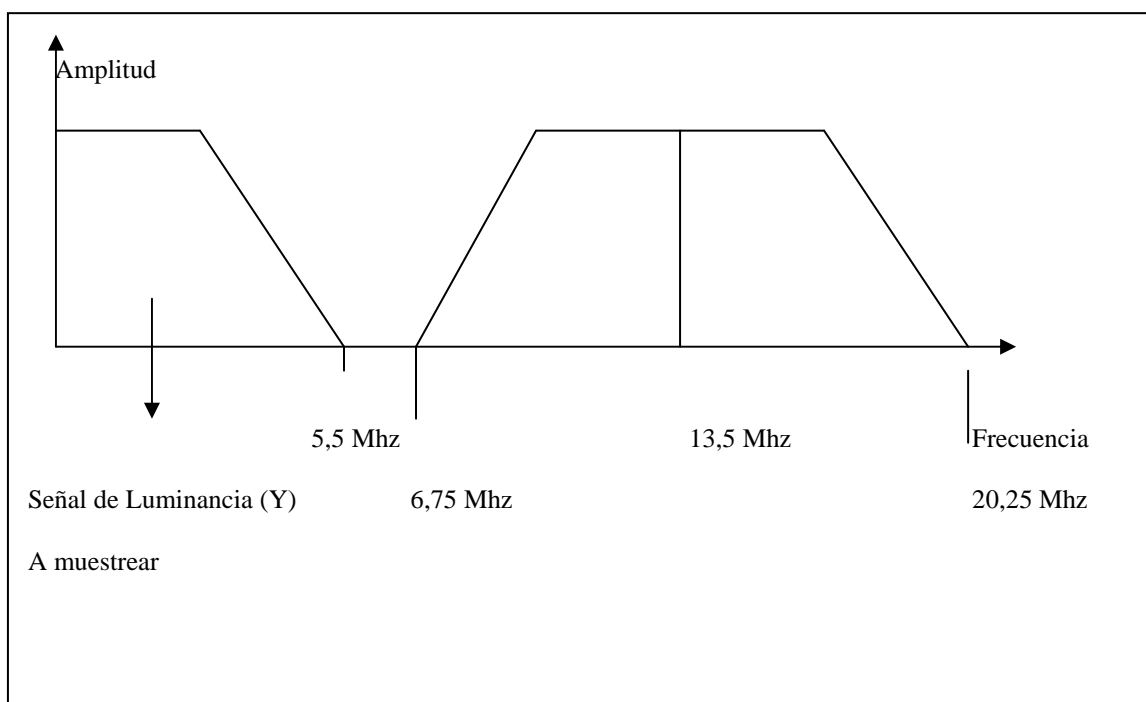 Amplitud
5,5 Mhz 13,5 Mhz Frecuencia
Señal de Luminancia (Y) 6,75 Mhz 20,25 Mhz
A muestrear